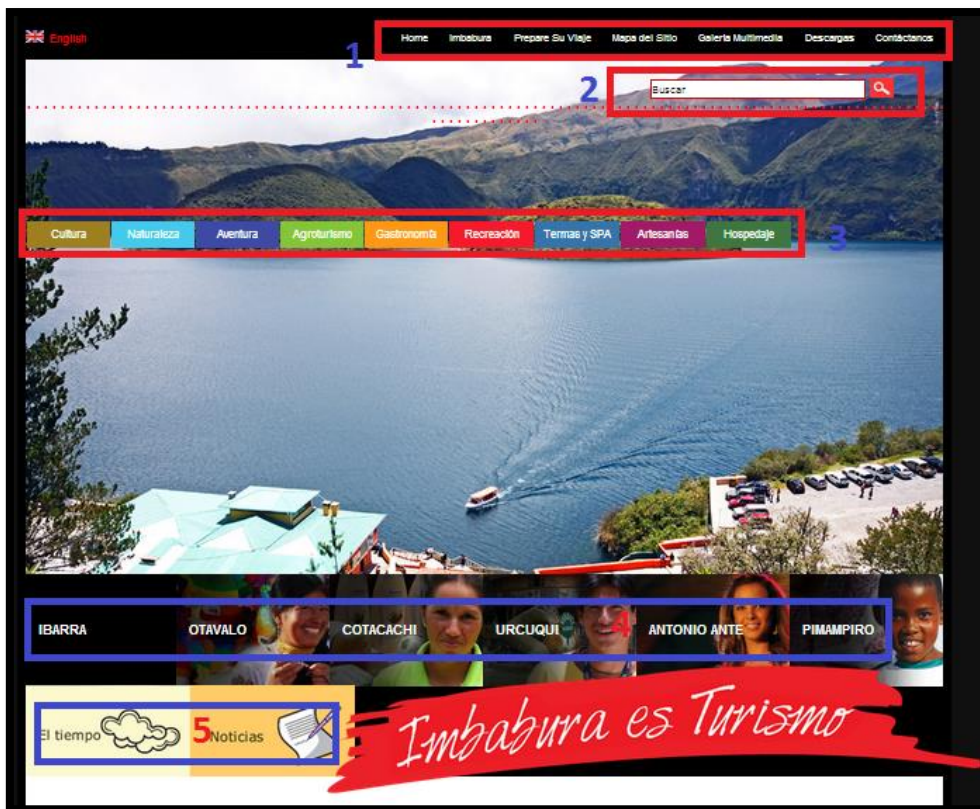 English
1
Home Imbabura Prepare Su Viaje Mapa del Sitio Galería Multimedia Descargas Contáctanos
2 Buscar
Cultura Naturaleza Aventura Agroturismo Gastronomía Recreación Termas y SPA Artesanías Hospedaje 3
IBARRA OTAVALO COTACACHI URCUQUI 4 ANTONIO ANTE PIMAMPIRO
El tiempo 5 Noticias
Imbabura es Turismo